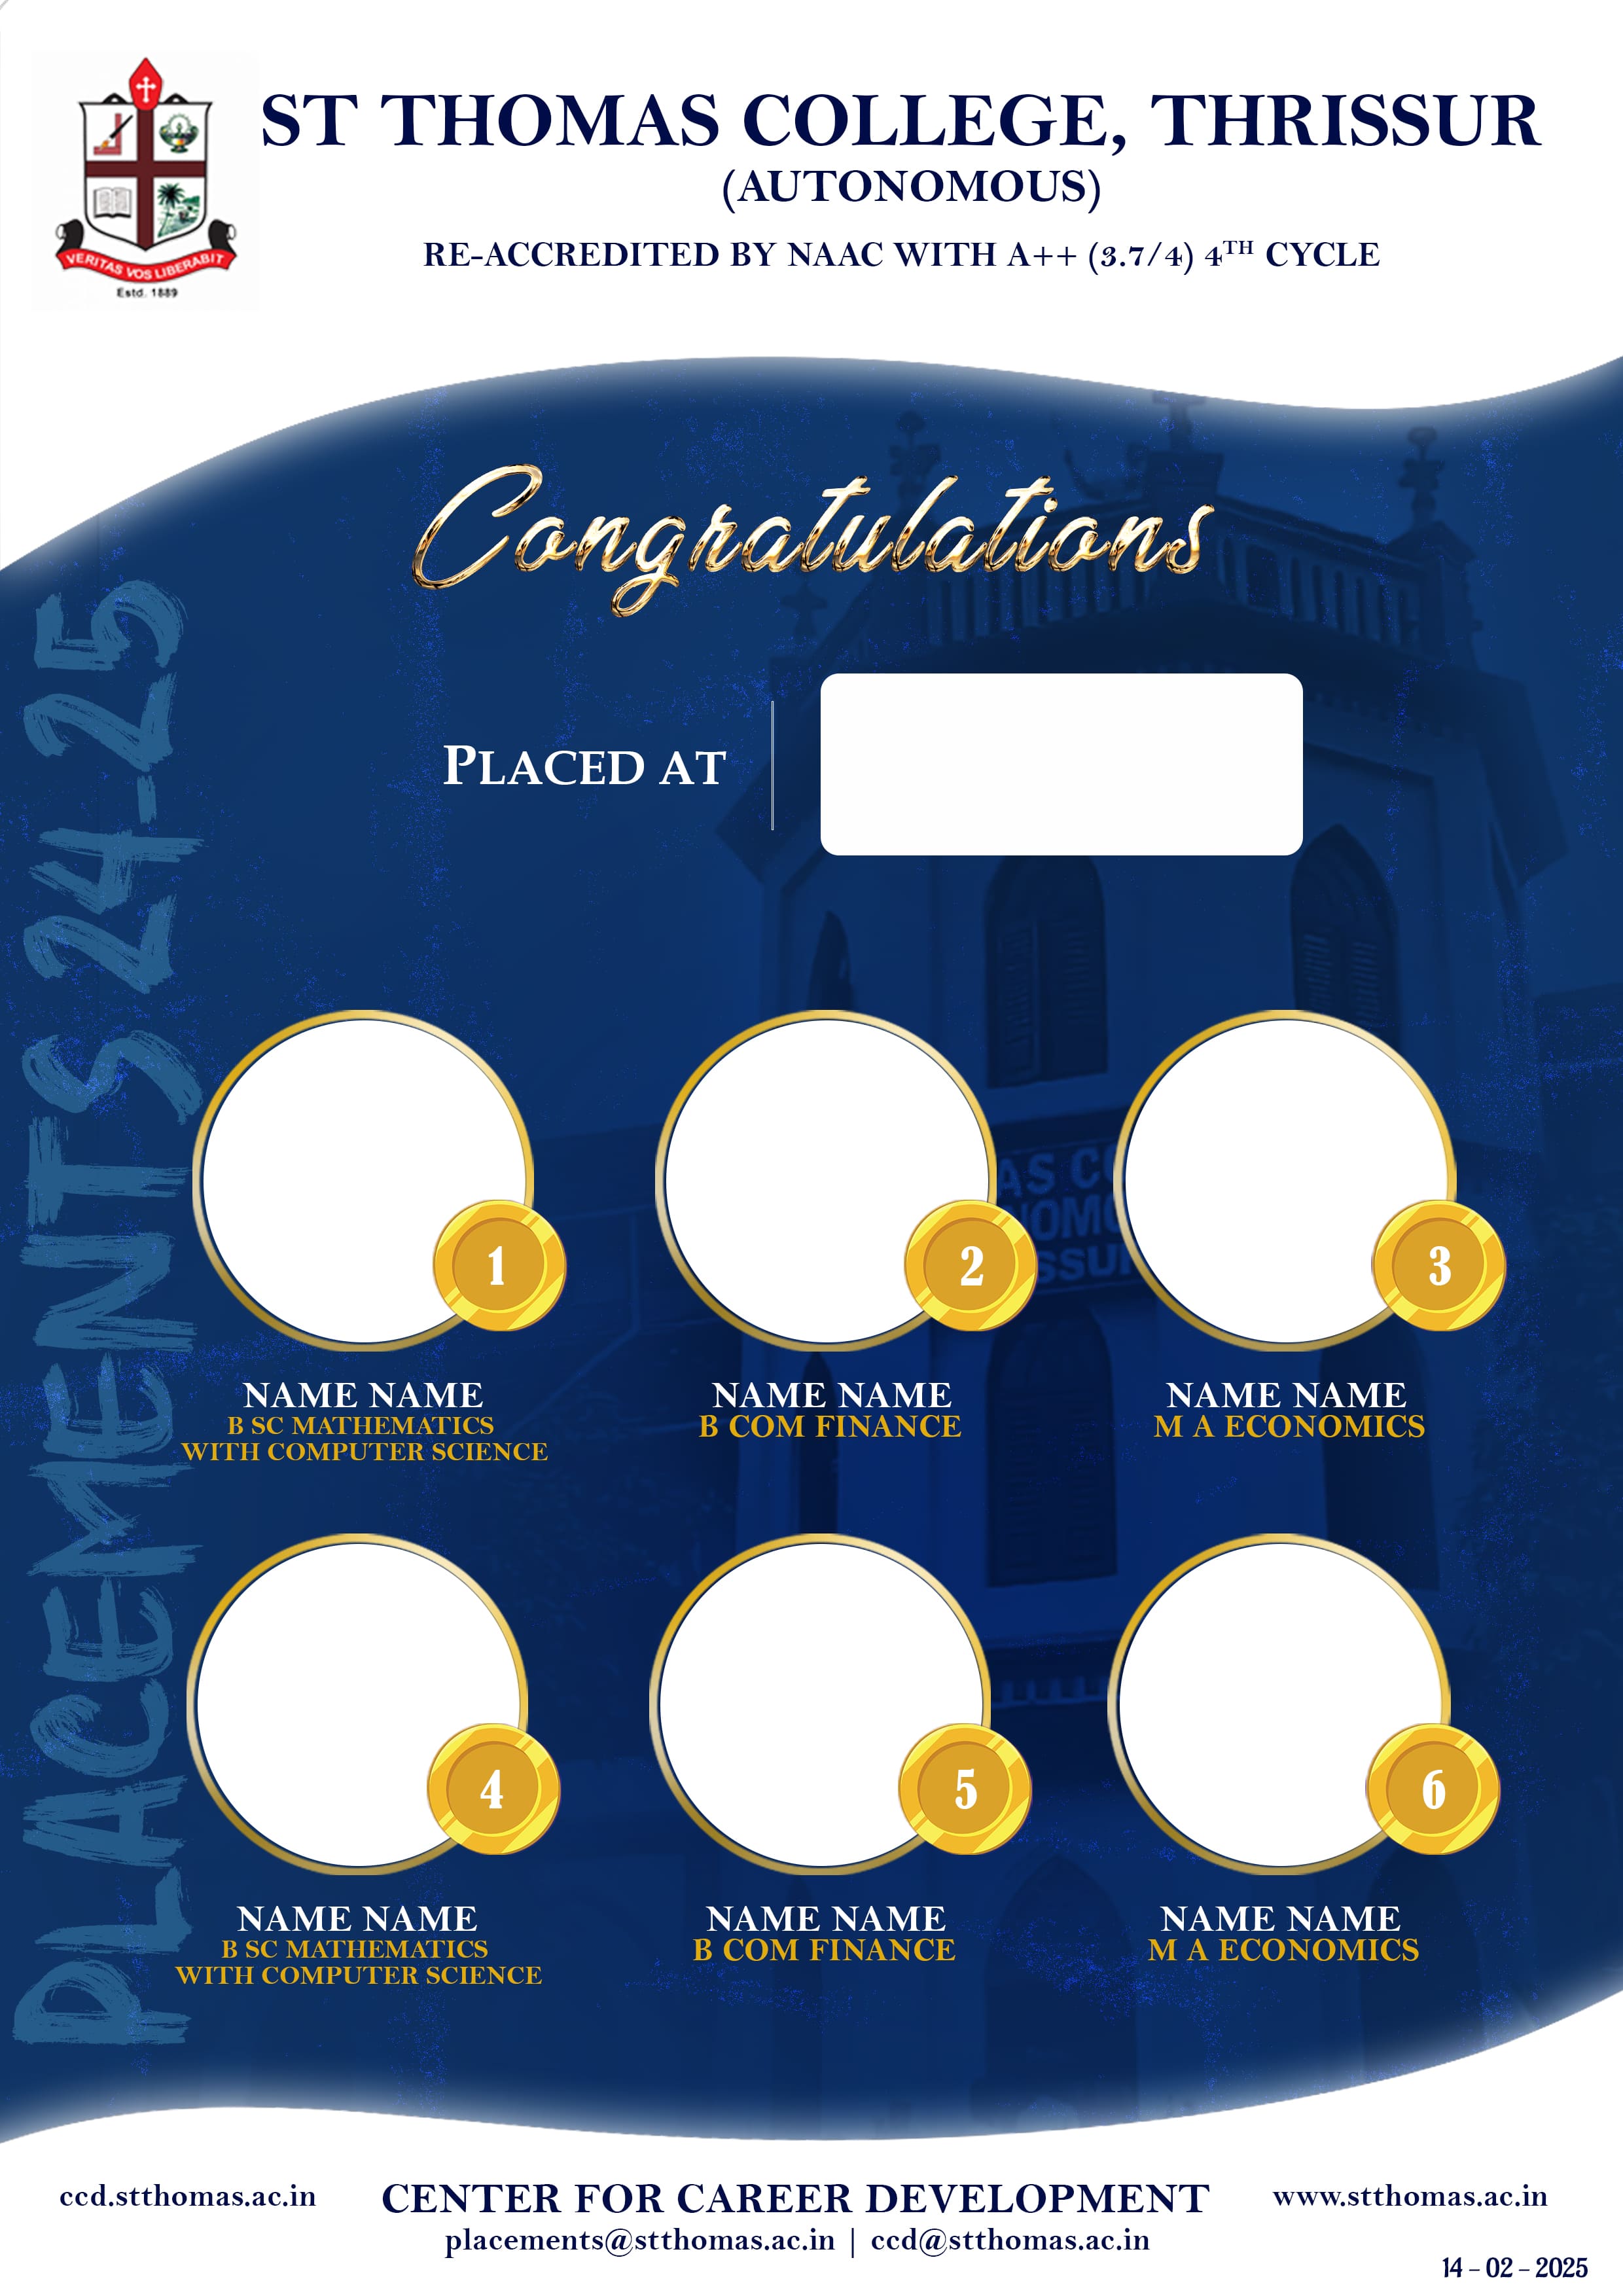 VERITAS VOS LIBERABIT
Estd. 1889
ST THOMAS COLLEGE, THRISSUR
(AUTONOMOUS)
RE-ACCREDITED BY NAAC WITH A++ (3.7/4) 4TH CYCLE
Congratulations
PLACED AT
PLACEMENTS 24-25
AS CO
NOMO
SSUR
1
2
3
NAME NAME
B SC MATHEMATICS
WITH COMPUTER SCIENCE
NAME NAME
B COM FINANCE
NAME NAME
M A ECONOMICS
4
5
6
NAME NAME
B SC MATHEMATICS
WITH COMPUTER SCIENCE
NAME NAME
B COM FINANCE
NAME NAME
M A ECONOMICS
ccd.stthomas.ac.in
CENTER FOR CAREER DEVELOPMENT
www.stthomas.ac.in
placements@stthomas.ac.in | ccd@stthomas.ac.in
14 - 02 - 2025